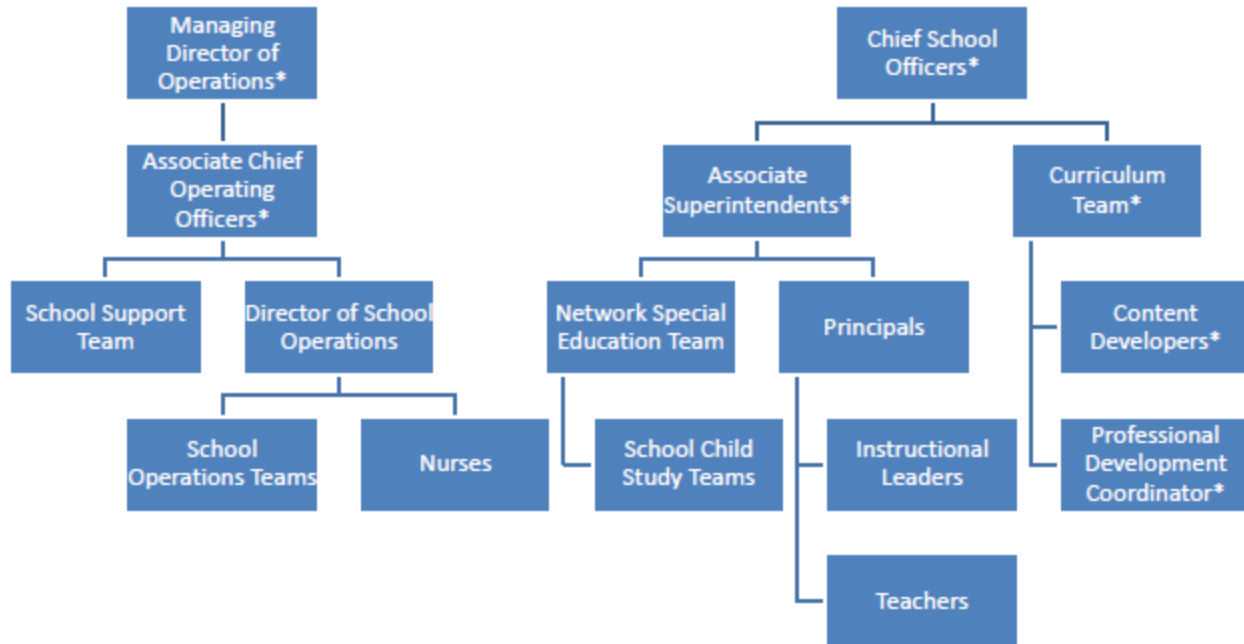 Managing
Director of
Operations*
Chief School
Officers*
Associate Chief
Operating
Officers*
Associate
Superintendents*
Curriculum
Team*
School Support
Team
Director of School
Operations
Network Special
Education Team
Principals
Content
Developers*
School
Operations Teams
Nurses
School Child
Study Teams
Instructional
Leaders
Professional
Development
Coordinator*
Teachers